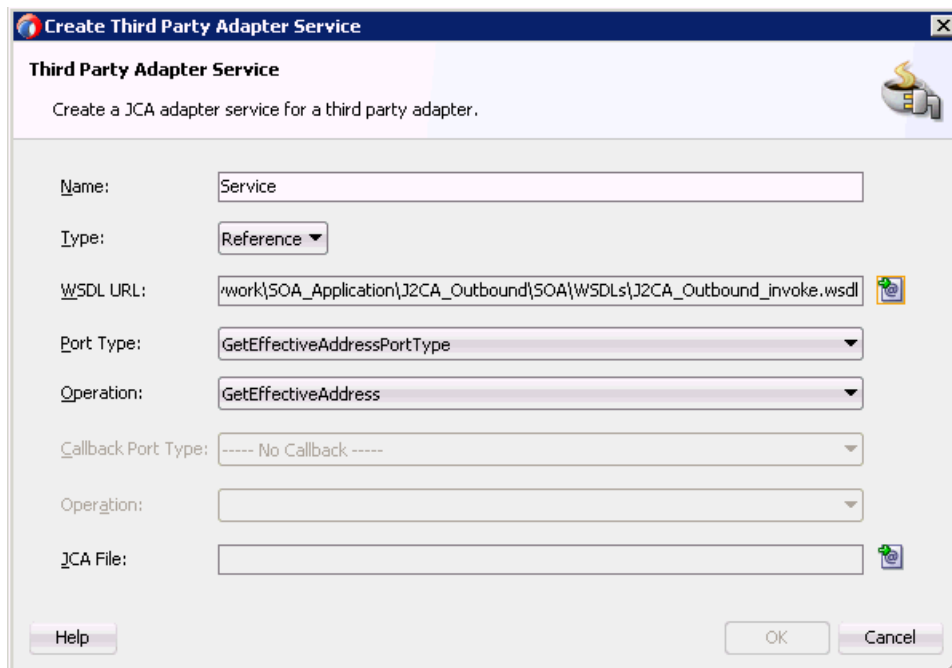 Create Third Party Adapter Service
Third Party Adapter Service
Create a JCA adapter service for a third party adapter.
Name: Service
Type: Reference
WSDL URL: work\SOA_Application\J2CA_Outbound\SOA\WSDLs\J2CA_Outbound_invoke.wsdl
Port Type: GetEffectiveAddressPortType
Operation: GetEffectiveAddress
Callback Port Type: ----- No Callback -----
Operation:
JCA File:
Help OK Cancel